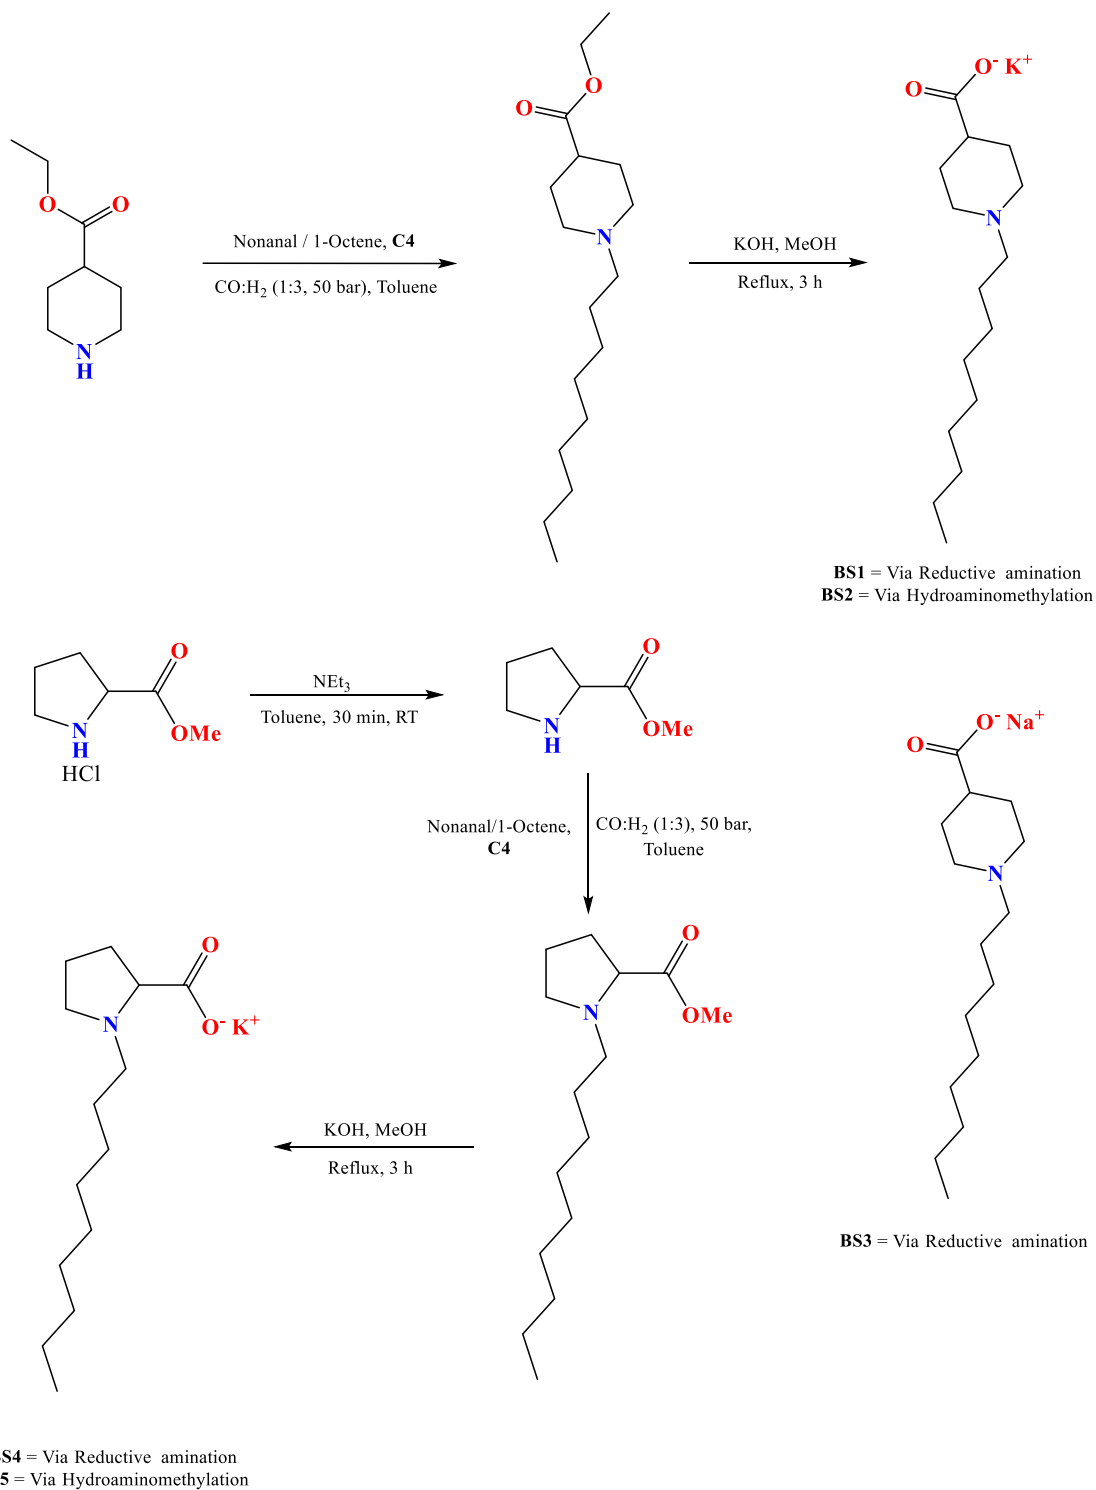 O
O
N
H
Nonanal / 1-Octene, C4
CO:H₂ (1:3, 50 bar), Toluene
O
O
N
KOH, MeOH
Reflux, 3 h
O⁻ K⁺
O
N
BS1 = Via Reductive amination
BS2 = Via Hydroaminomethylation
O
N
H
OMe
HCl
NEt₃
Toluene, 30 min, RT
O
N
H
OMe
Nonanal/1-Octene,
C4
CO:H₂ (1:3), 50 bar,
Toluene
O⁻ Na⁺
O
N
BS3 = Via Reductive amination
O
N
OMe
KOH, MeOH
Reflux, 3 h
O
N
O⁻ K⁺
S4 = Via Reductive amination
5 = Via Hydroaminomethylation